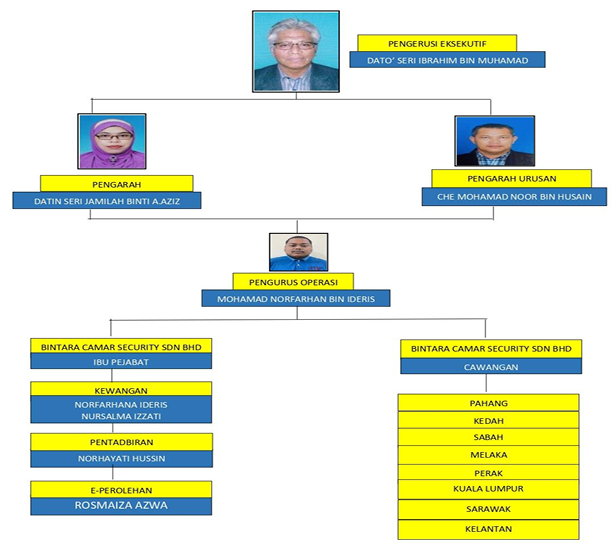 PENGERUSI EKSEKUTIF
DATO' SERI IBRAHIM BIN MUHAMAD
PENGARAH
DATIN SERI JAMILAH BINTI A.AZIZ
PENGARAH URUSAN
CHE MOHAMAD NOOR BIN HUSAIN
PENGURUS OPERASI
MOHAMAD NORFARHAN BIN IDERIS
BINTARA CAMAR SECURITY SDN BHD
IBU PEJABAT
KEWANGAN
NORFARHANA IDERIS
NURSALMA IZZATI
PENTADBIRAN
NORHAYATI HUSSIN
E-PEROLEHAN
ROSMAIZA AZWA
BINTARA CAMAR SECURITY SDN BHD
CAWANGAN
PAHANG
KEDAH
SABAH
MELAKA
PERAK
KUALA LUMPUR
SARAWAK
KELANTAN